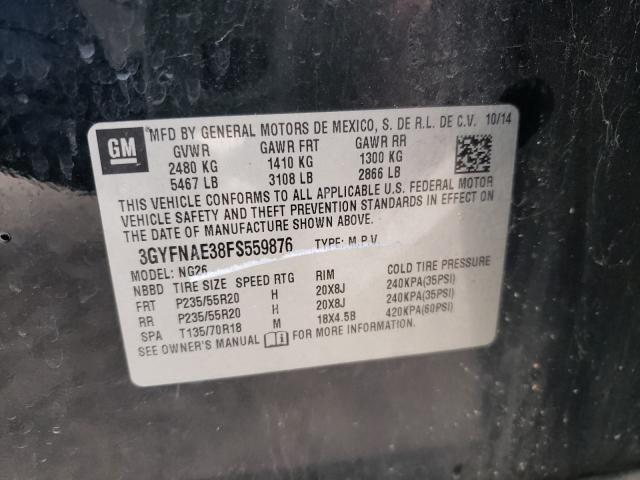 GM
MFD BY GENERAL MOTORS DE MEXICO, S. DE R.L. DE C.V. 10/14
GVWR GAWR FRT GAWR RR
2480 KG 1410 KG 1300 KG
5467 LB 3108 LB 2866 LB
THIS VEHICLE CONFORMS TO ALL APPLICABLE U.S. FEDERAL MOTOR
VEHICLE SAFETY AND THEFT PREVENTION STANDARDS IN EFFECT ON
THE DATE OF MANUFACTURE SHOWN ABOVE.
3GYFNAE38FS559876 TYPE: M P V
MODEL: NG26
NBBD TIRE SIZE SPEED RTG RIM COLD TIRE PRESSURE
FRT P235/55R20 H 20X8J 240KPA(35PSI)
RR P235/55R20 H 20X8J 240KPA(35PSI)
SPA T135/70R18 M 18X4.5B 420KPA(60PSI)
SEE OWNER'S MANUAL FOR MORE INFORMATION.